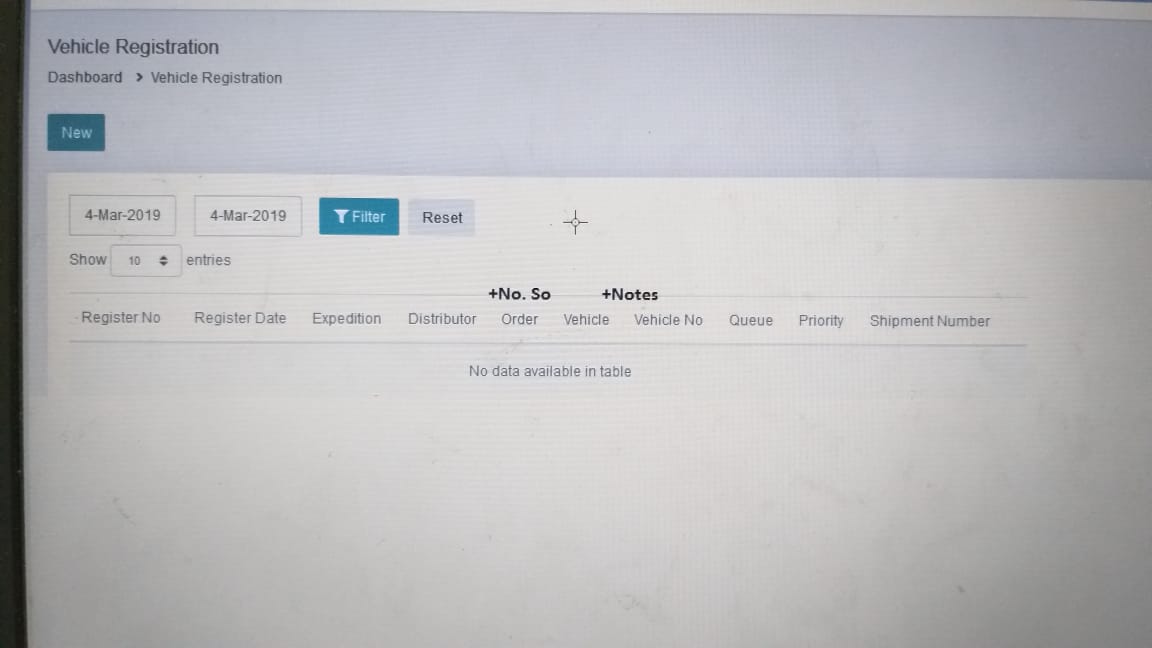 Vehicle Registration
Dashboard > Vehicle Registration
New
4-Mar-2019 4-Mar-2019 Filter Reset
Show 10 entries
+No. So +Notes
Register No Register Date Expedition Distributor Order Vehicle Vehicle No Queue Priority Shipment Number
No data available in table